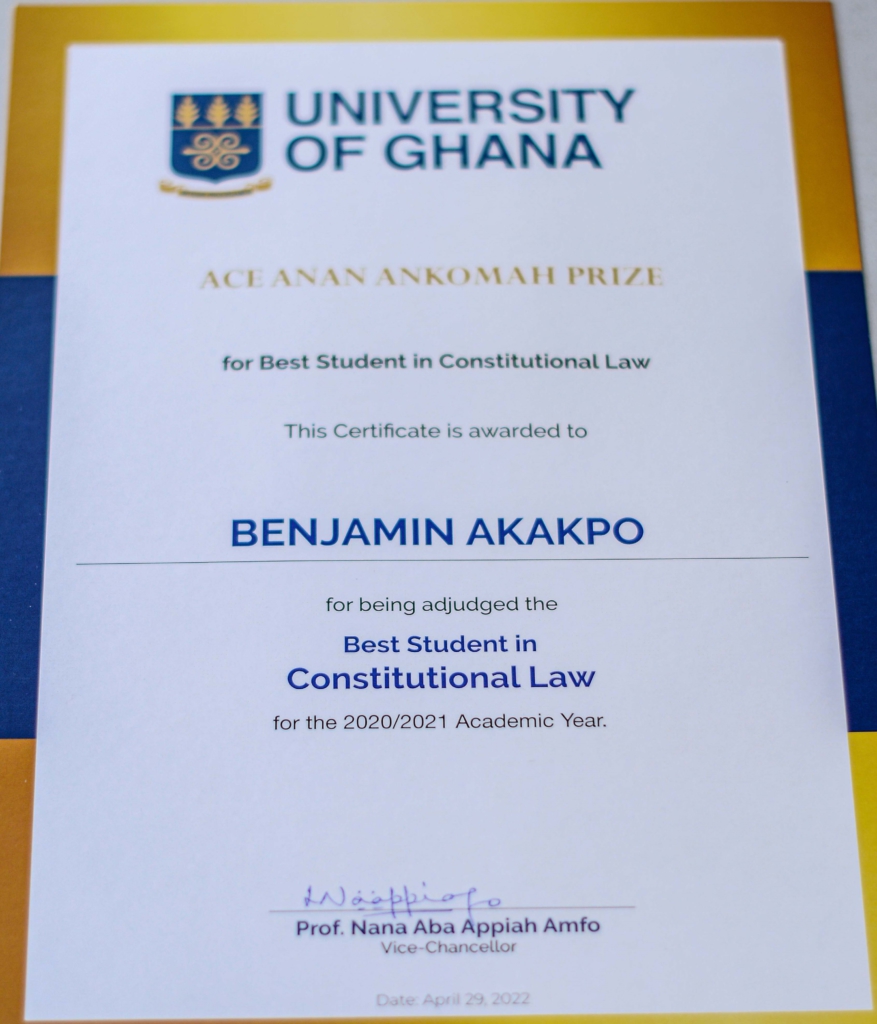 UNIVERSITY
OF GHANA
ACE ANAN ANKOMAH PRIZE
for Best Student in Constitutional Law
This Certificate is awarded to
BENJAMIN AKAKPO
for being adjudged the
Best Student in
Constitutional Law
for the 2020/2021 Academic Year.
Prof. Nana Aba Appiah Amfo
Vice-Chancellor
Date: April 29, 2022